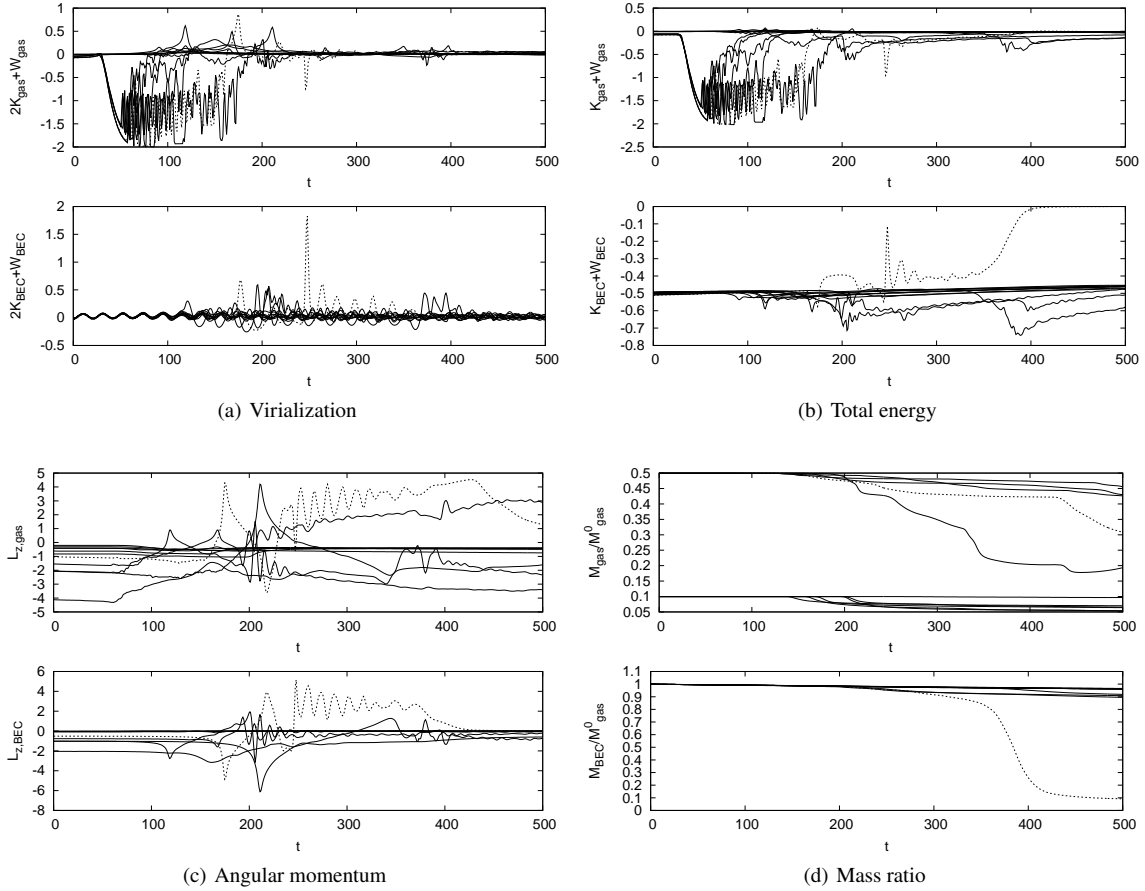 0.5
0
-0.5
-1
-1.5
-2
2K_gas+W_gas
0 100 200 300 400 500
t
2
1.5
1
0.5
0
-0.5
2K_BEC+W_BEC
0 100 200 300 400 500
t
(a) Virialization
0.5
0
-0.5
-1
-1.5
-2
-2.5
K_gas+W_gas
0 100 200 300 400 500
t
0
-0.1
-0.2
-0.3
-0.4
-0.5
-0.6
-0.7
-0.8
K_BEC+W_BEC
0 100 200 300 400 500
t
(b) Total energy
5
4
3
2
1
0
-1
-2
-3
-4
-5
L_z,gas
0 100 200 300 400 500
t
6
4
2
0
-2
-4
-6
-8
L_z,BEC
0 100 200 300 400 500
t
(c) Angular momentum
0.5
0.45
0.4
0.35
0.3
0.25
0.2
0.15
0.1
0.05
M_gas/M^0_gas
0 100 200 300 400 500
t
1.1
1
0.9
0.8
0.7
0.6
0.5
0.4
0.3
0.2
0.1
0
M_BEC/M^0_gas
0 100 200 300 400 500
t
(d) Mass ratio